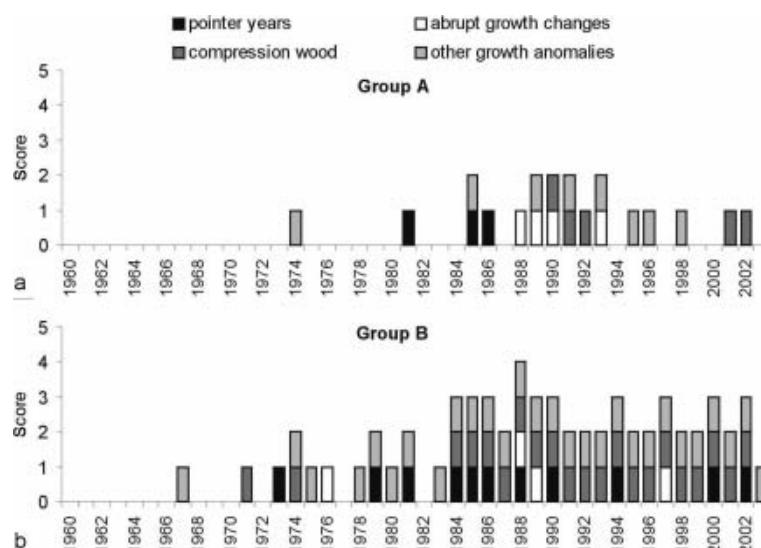 pointer years abrupt growth changes
compression wood other growth anomalies
Group A
5
4
3
2
1
0
Score
1960 1962 1964 1966 1968 1970 1972 1974 1976 1978 1980 1982 1984 1986 1988 1990 1992 1994 1996 1998 2000 2002
a
Group B
5
4
3
2
1
0
Score
1960 1962 1964 1966 1968 1970 1972 1974 1976 1978 1980 1982 1984 1986 1988 1990 1992 1994 1996 1998 2000 2002
b